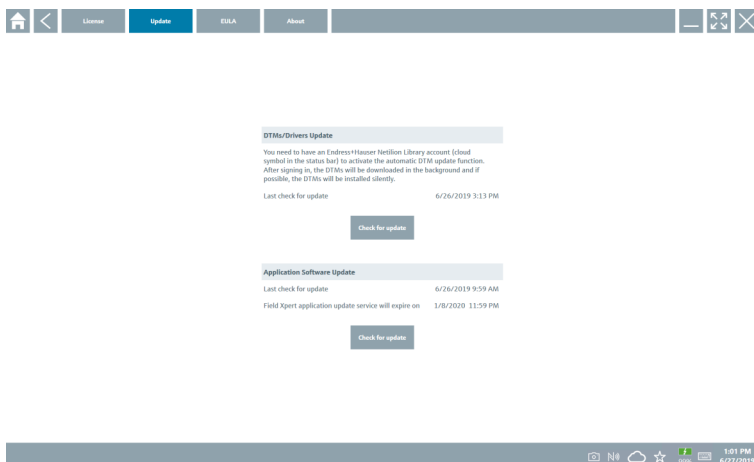 License Update EULA About
DTMs/Drivers Update
You need to have an Endress+Hauser Netilion Library account (cloud
symbol in the status bar) to activate the automatic DTM update function.
After signing in, the DTMs will be downloaded in the background and if
possible, the DTMs will be installed silently.
Last check for update 6/26/2019 3:13 PM
Check for update
Application Software Update
Last check for update 6/26/2019 9:59 AM
Field Xpert application update service will expire on 1/8/2020 11:59 PM
Check for update
1:01 PM
6/27/2019